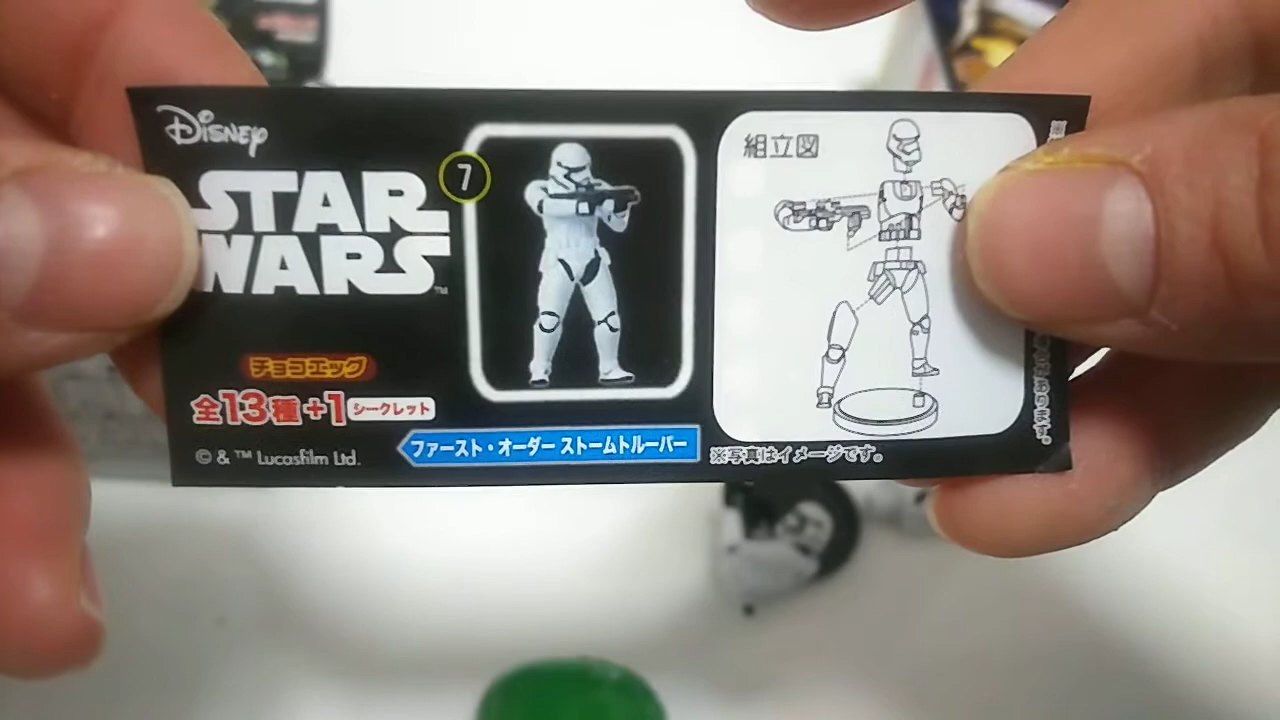 Disney
STAR
WARS™
7
チョコエッグ
全13種+1シークレット
© & ™ Lucasfilm Ltd.
ファースト・オーダー ストームトルーパー
組立図
※写真はイメージです。